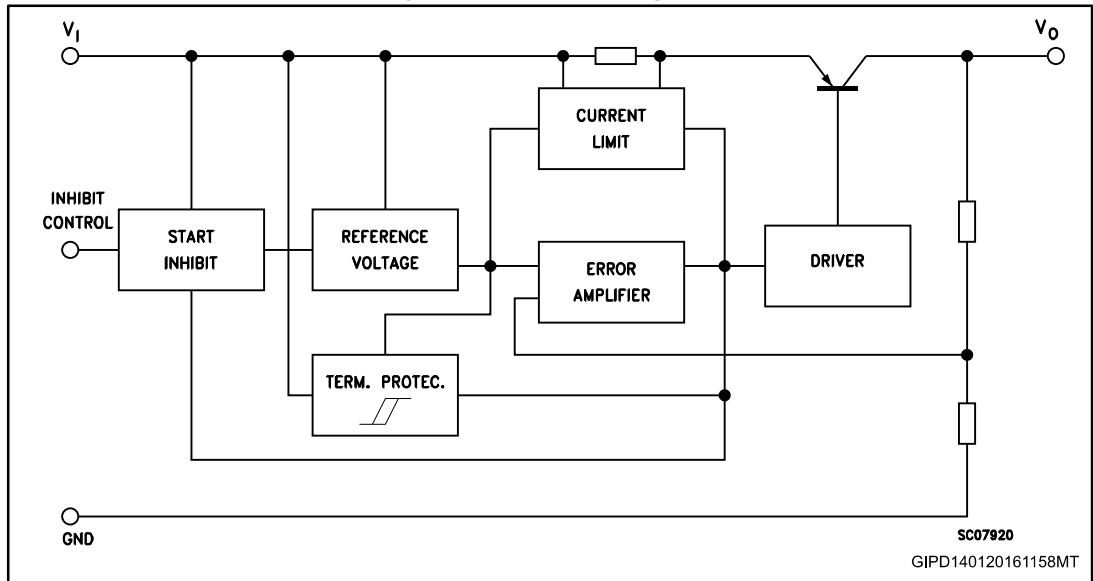 V_I
V_O
CURRENT
LIMIT
INHIBIT
CONTROL
START
INHIBIT
REFERENCE
VOLTAGE
ERROR
AMPLIFIER
DRIVER
TERM. PROTEC.
GND
SC07920
GIPD140120161158MT